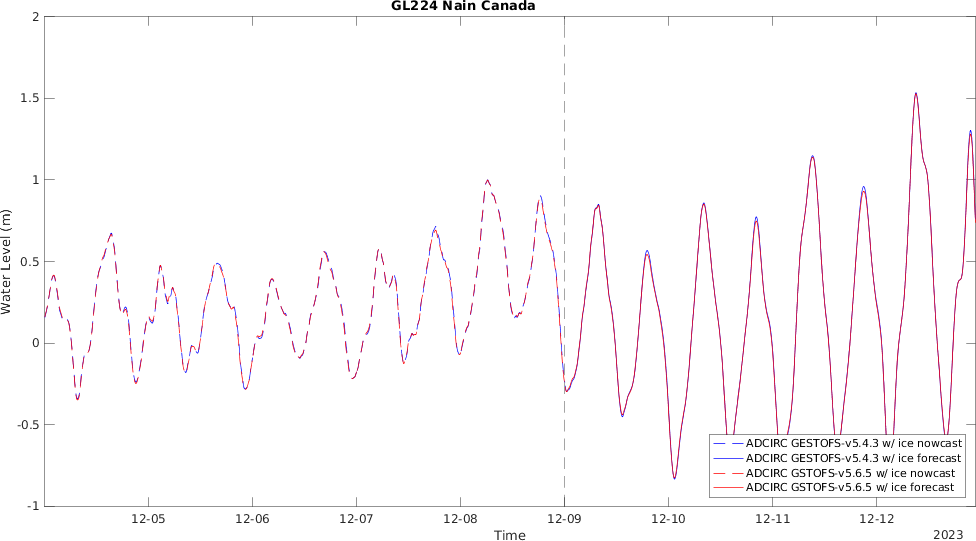 GL224 Nain Canada
2
1.5
1
0.5
0
-0.5
-1
Water Level (m)
12-05
12-06
12-07
12-08
12-09
12-10
12-11
12-12
Time
2023
ADCIRC GESTOFS-v5.4.3 w/ ice nowcast
ADCIRC GESTOFS-v5.4.3 w/ ice forecast
ADCIRC GSTOFS-v5.6.5 w/ ice nowcast
ADCIRC GSTOFS-v5.6.5 w/ ice forecast